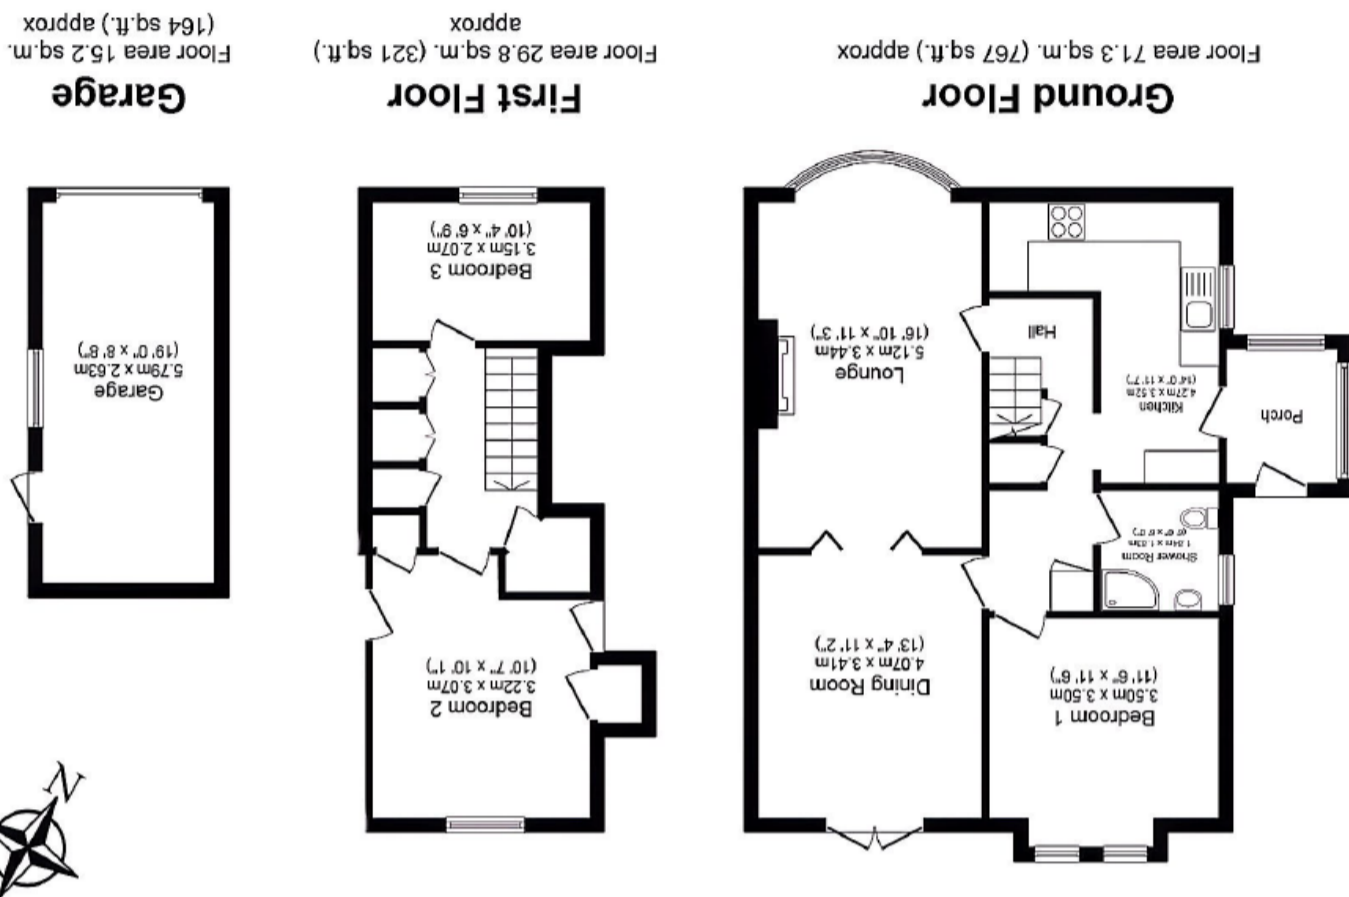 Bedroom 1
3.50m x 3.50m
(11' 6" x 11' 6")
Dining Room
4.07m x 3.41m
(13' 4" x 11' 2")
Shower Room
1.84m x 1.83m
Porch
Kitchen
4.27m x 3.52m
(14' 0" x 11' 7")
Lounge
5.12m x 3.44m
(16' 10" x 11' 3")
Hall
Ground Floor
Floor area 71.3 sq.m. (767 sq.ft.) approx
Bedroom 2
3.22m x 3.07m
(10' 7" x 10' 1")
Bedroom 3
3.15m x 2.07m
(10' 4" x 6' 9")
First Floor
Floor area 29.8 sq.m. (321 sq.ft.)
approx
N
Garage
5.79m x 2.63m
(19' 0" x 8' 8")
Garage
Floor area 15.2 sq.m.
(164 sq.ft.) approx